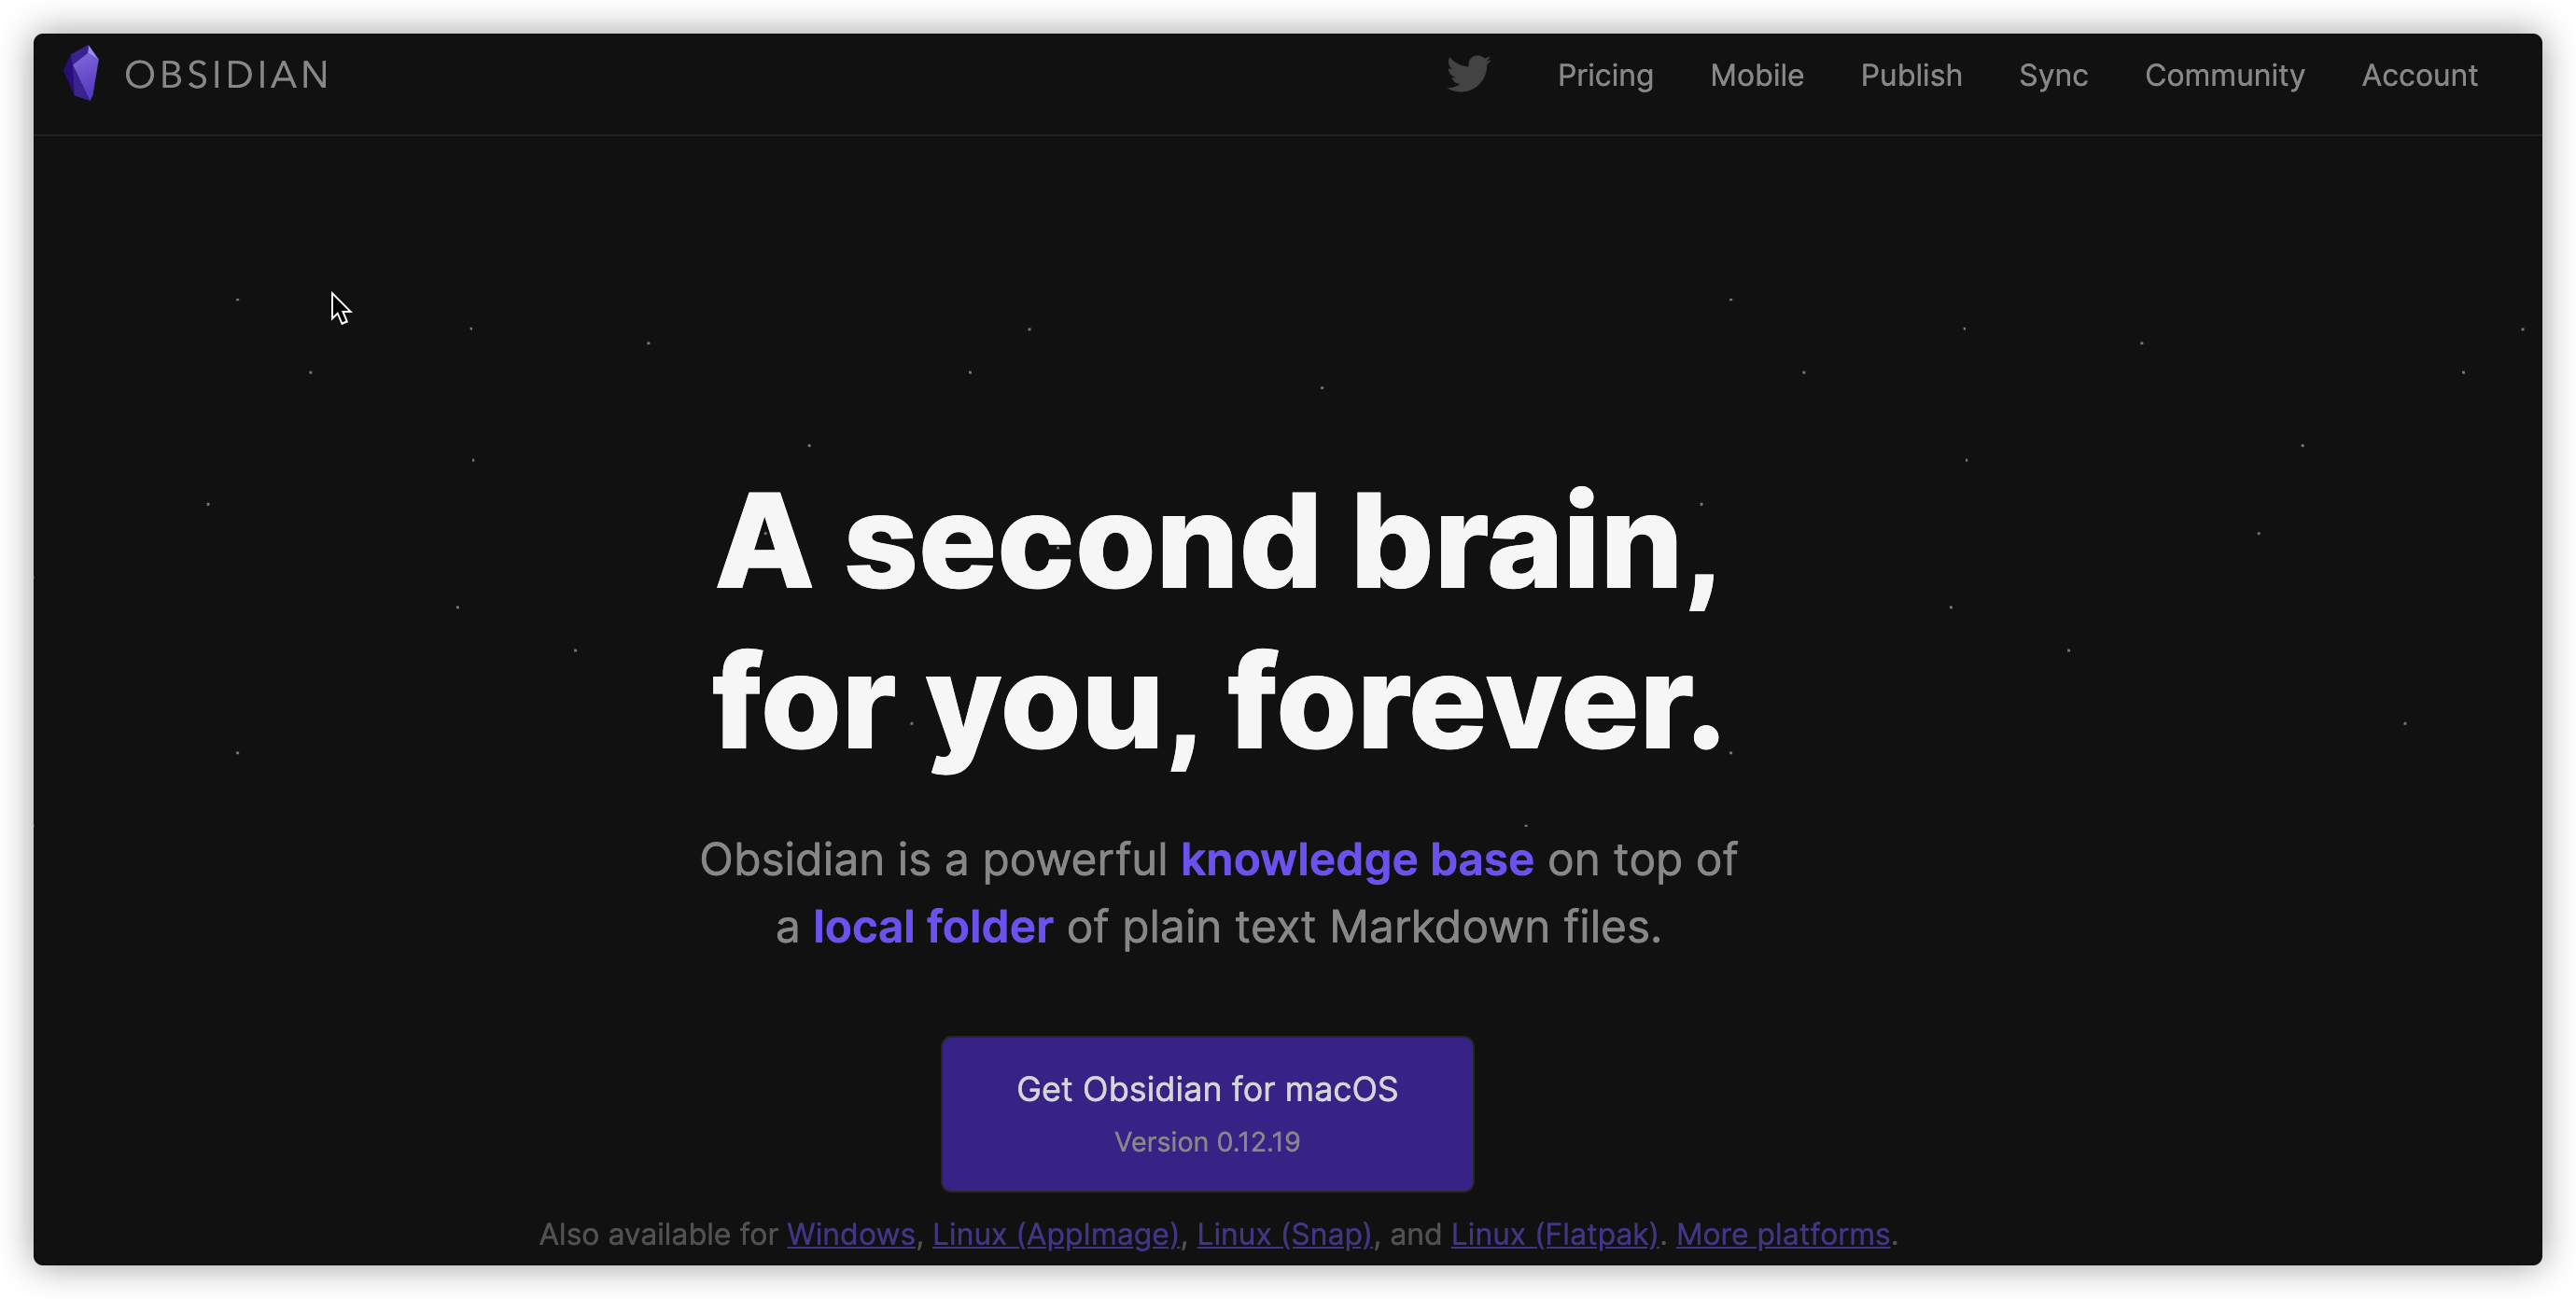 OBSIDIAN
Pricing Mobile Publish Sync Community Account
A second brain,
for you, forever.
Obsidian is a powerful knowledge base on top of
a local folder of plain text Markdown files.
Get Obsidian for macOS
Version 0.12.19
Also available for Windows, Linux (AppImage), Linux (Snap), and Linux (Flatpak). More platforms.